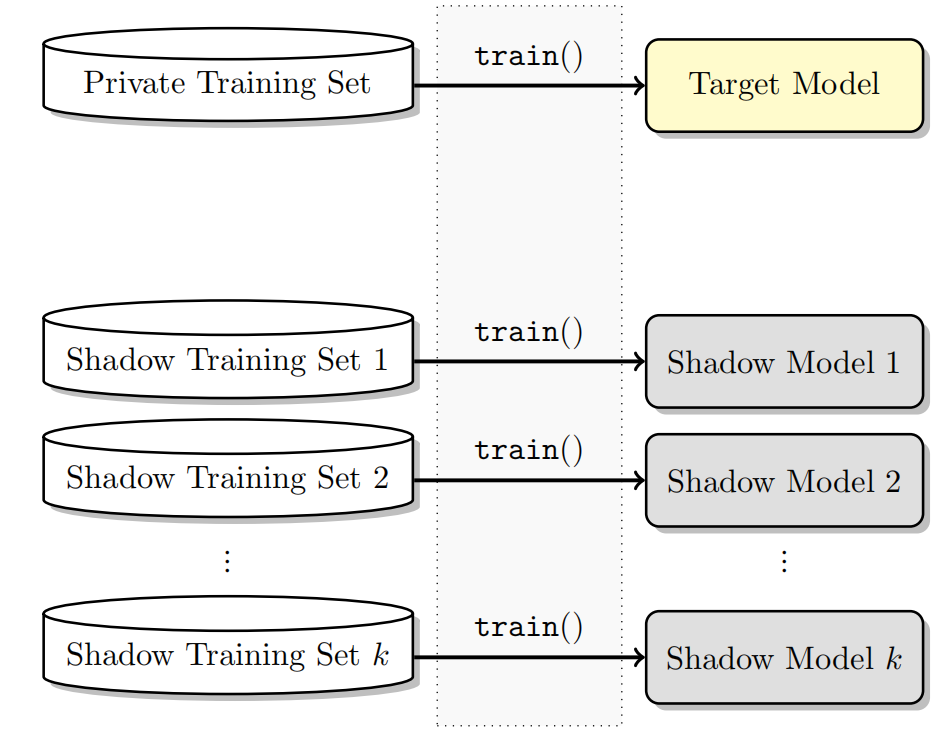 Private Training Set
train()
Target Model
Shadow Training Set 1
train()
Shadow Model 1
Shadow Training Set 2
train()
Shadow Model 2
⋮
⋮
Shadow Training Set k
train()
Shadow Model k